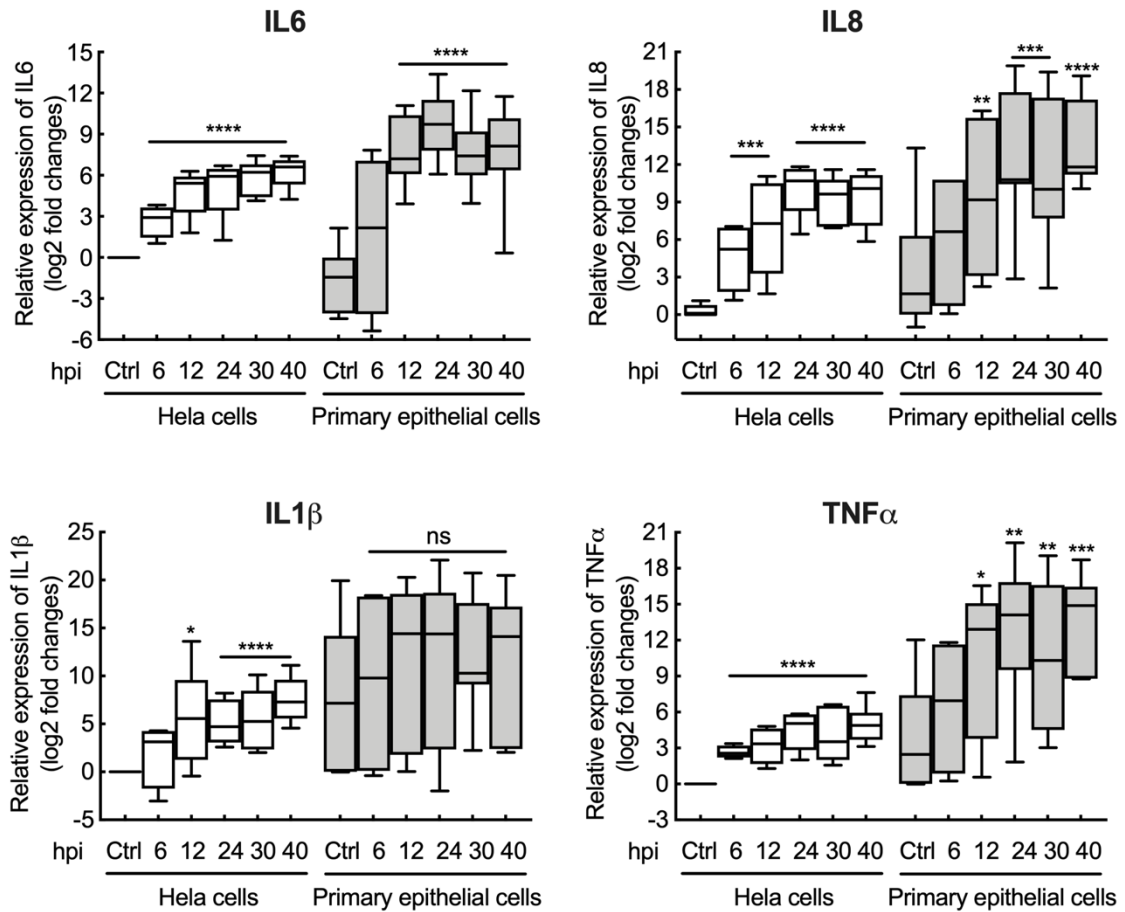 IL6
Relative expression of IL6
(log2 fold changes)
15
12
9
6
3
0
-3
-6
****
****
hpi Ctrl 6 12 24 30 40 Ctrl 6 12 24 30 40
Hela cells Primary epithelial cells
IL8
Relative expression of IL8
(log2 fold changes)
21
18
15
12
9
6
3
0
***
****
**
***
****
hpi Ctrl 6 12 24 30 40 Ctrl 6 12 24 30 40
Hela cells Primary epithelial cells
IL1β
Relative expression of IL1β
(log2 fold changes)
25
20
15
10
5
0
-5
*
****
ns
hpi Ctrl 6 12 24 30 40 Ctrl 6 12 24 30 40
Hela cells Primary epithelial cells
TNFα
Relative expression of TNFα
(log2 fold changes)
21
18
15
12
9
6
3
0
-3
****
*
**
**
***
hpi Ctrl 6 12 24 30 40 Ctrl 6 12 24 30 40
Hela cells Primary epithelial cells